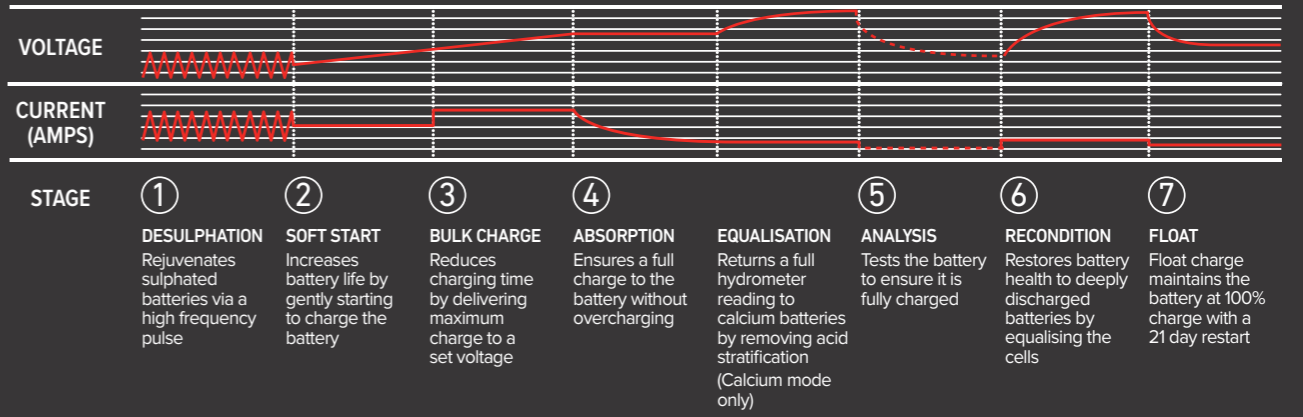 VOLTAGE
CURRENT
(AMPS)
STAGE
1
2
3
4
5
6
7
DESULPHATION
Rejuvenates
sulphated
batteries via a
high frequency
pulse
SOFT START
Increases
battery life by
gently starting
to charge the
battery
BULK CHARGE
Reduces
charging time
by delivering
maximum
charge to a
set voltage
ABSORPTION
Ensures a full
charge to the
battery without
overcharging
EQUALISATION
Returns a full
hydrometer
reading to
calcium batteries
by removing acid
stratification
(Calcium mode
only)
ANALYSIS
Tests the battery
to ensure it is
fully charged
RECONDITION
Restores battery
health to deeply
discharged
batteries by
equalising the
cells
FLOAT
Float charge
maintains the
battery at 100%
charge with a
21 day restart